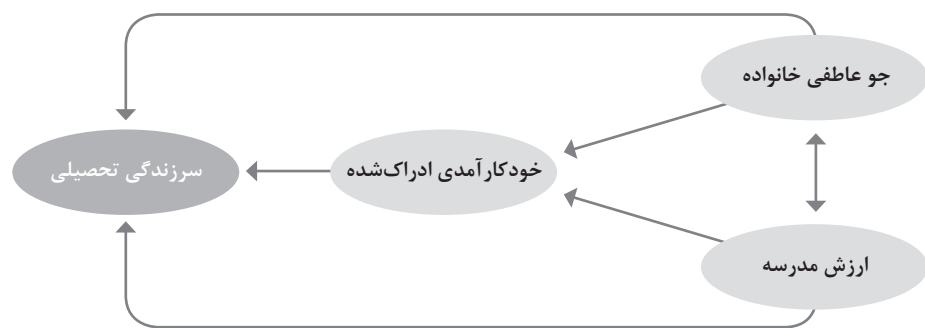 جو عاطفی خانواده
خودکارآمدی ادراک‌شده
سرزندگی تحصیلی
ارزش مدرسه